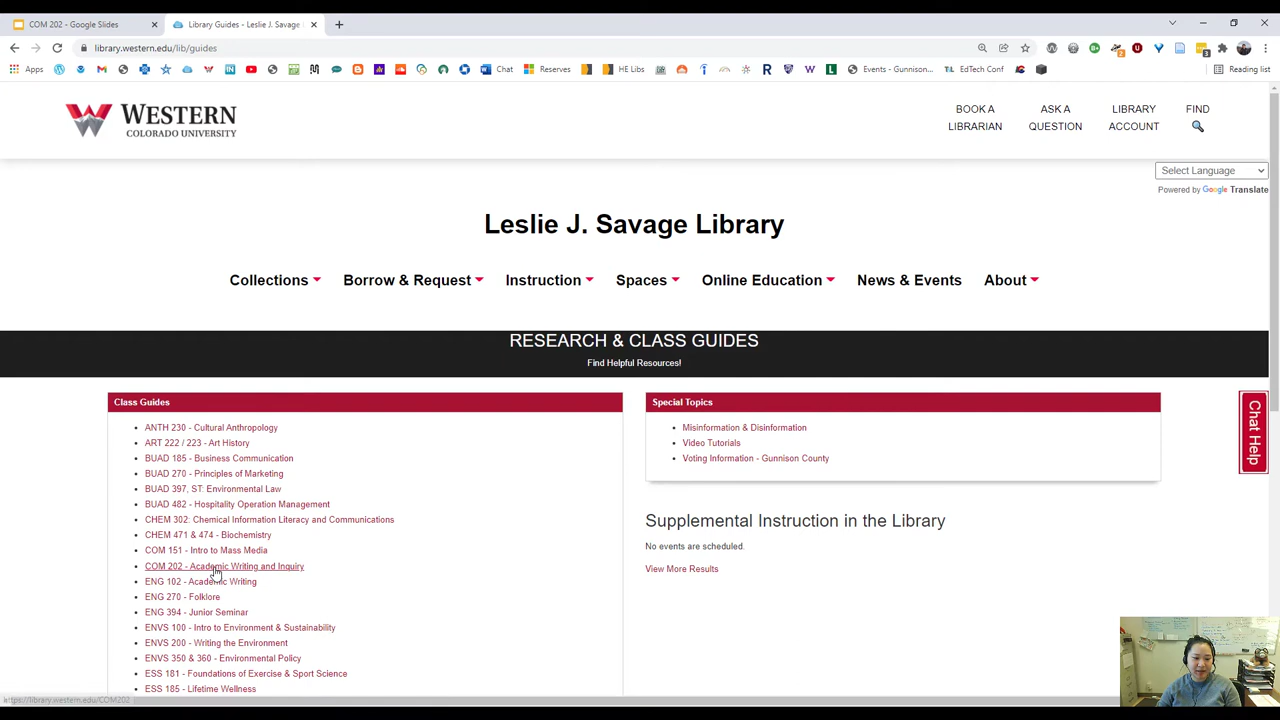 COM 202 - Google Slides
Library Guides - Leslie J. Savage
library.western.edu/lib/guides
Apps
Chat
Reserves
HE Libs
Events - Gunnison...
EdTech Conf
Reading list
WESTERN
COLORADO UNIVERSITY
BOOK A LIBRARIAN
ASK A QUESTION
LIBRARY ACCOUNT
FIND
Select Language
Powered by Google Translate
Leslie J. Savage Library
Collections
Borrow & Request
Instruction
Spaces
Online Education
News & Events
About
RESEARCH & CLASS GUIDES
Find Helpful Resources!
Class Guides
ANTH 230 - Cultural Anthropology
ART 222 / 223 - Art History
BUAD 185 - Business Communication
BUAD 270 - Principles of Marketing
BUAD 397, ST: Environmental Law
BUAD 482 - Hospitality Operation Management
CHEM 302: Chemical Information Literacy and Communications
CHEM 471 & 474 - Biochemistry
COM 151 - Intro to Mass Media
COM 202 - Academic Writing and Inquiry
ENG 102 - Academic Writing
ENG 270 - Folklore
ENG 394 - Junior Seminar
ENVS 100 - Intro to Environment & Sustainability
ENVS 200 - Writing the Environment
ENVS 350 & 360 - Environmental Policy
ESS 181 - Foundations of Exercise & Sport Science
ESS 185 - Lifetime Wellness
Special Topics
Misinformation & Disinformation
Video Tutorials
Voting Information - Gunnison County
Supplemental Instruction in the Library
No events are scheduled.
View More Results
Chat Help
https://library.western.edu/COM202